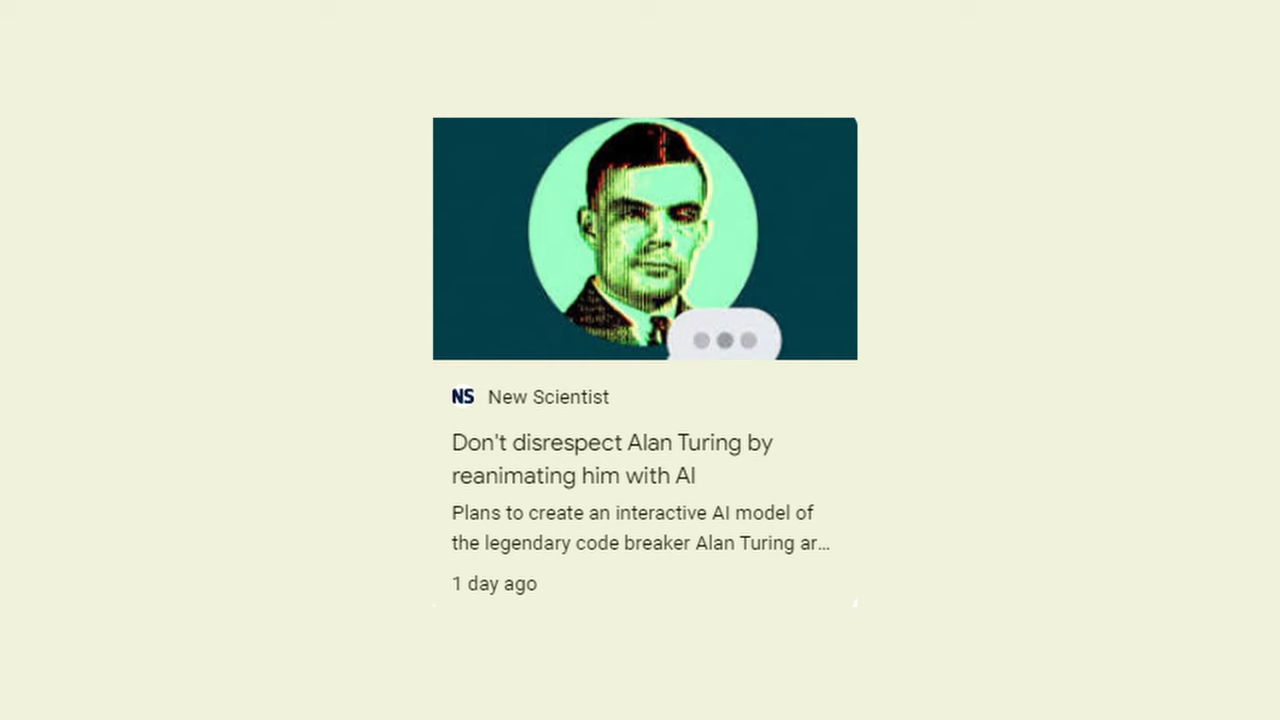 NS New Scientist
Don't disrespect Alan Turing by
reanimating him with AI
Plans to create an interactive AI model of
the legendary code breaker Alan Turing ar...
1 day ago